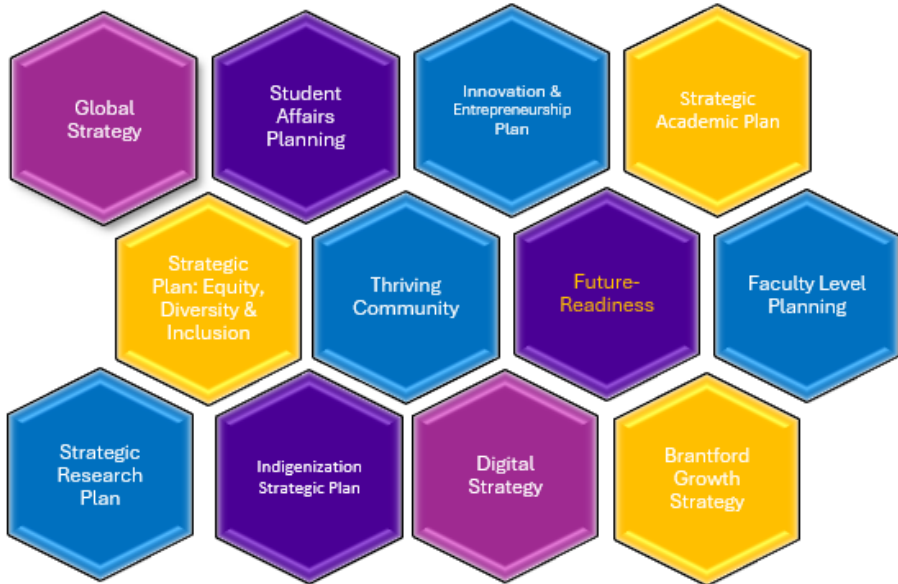 Global
Strategy
Student
Affairs
Planning
Innovation &
Entrepreneurship
Plan
Strategic
Academic Plan
Strategic
Plan: Equity,
Diversity &
Inclusion
Thriving
Community
Future-
Readiness
Faculty Level
Planning
Strategic
Research
Plan
Indigenization
Strategic Plan
Digital
Strategy
Brantford
Growth
Strategy